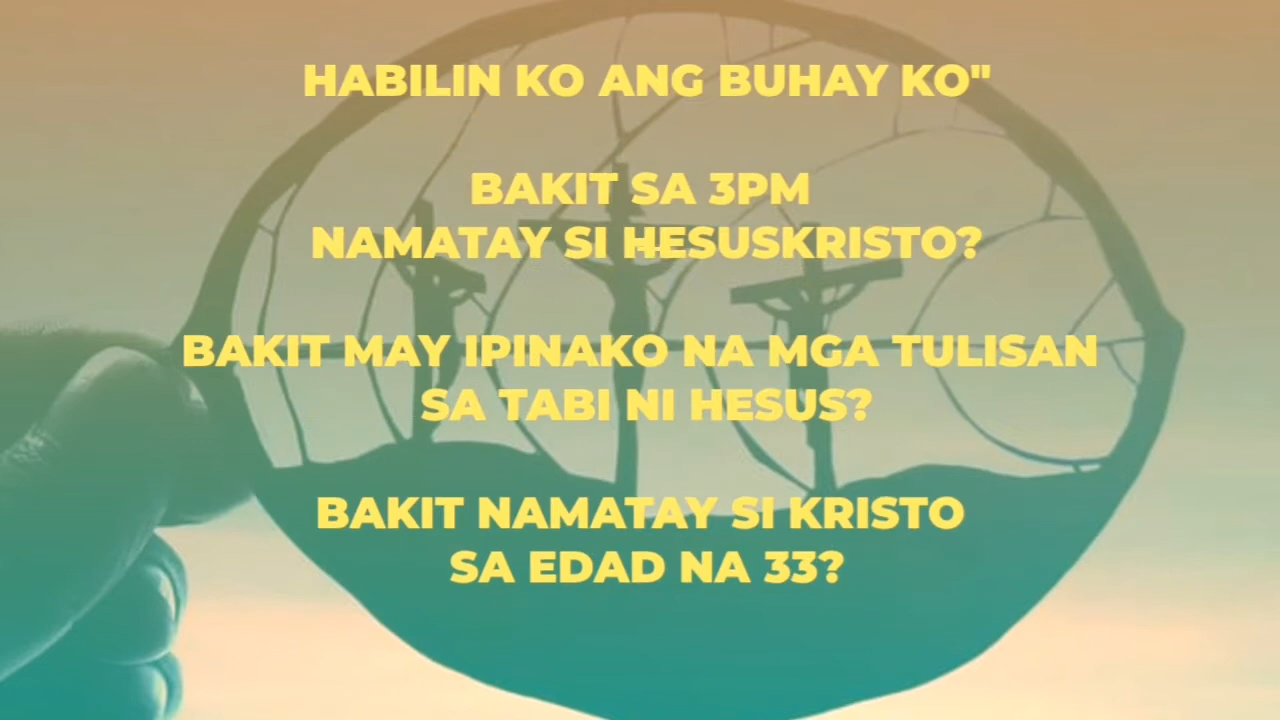 HABILIN KO ANG BUHAY KO"
BAKIT SA 3PM
NAMATAY SI HESUSKRISTO?
BAKIT MAY IPINAKO NA MGA TULISAN
SA TABI NI HESUS?
BAKIT NAMATAY SI KRISTO
SA EDAD NA 33?